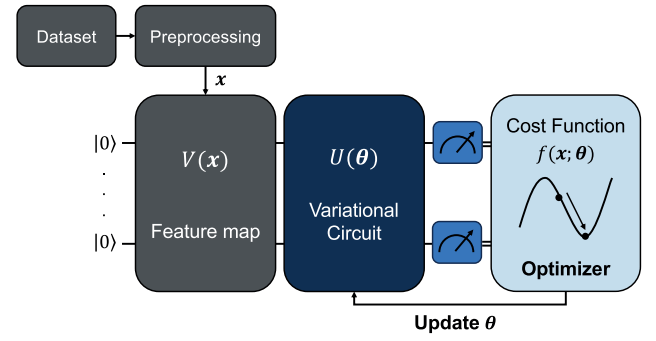 Dataset
Preprocessing
x
|0⟩
.
.
.
|0⟩
V(x)
Feature map
U(θ)
Variational
Circuit
Cost Function
f(x; θ)
Optimizer
Update θ